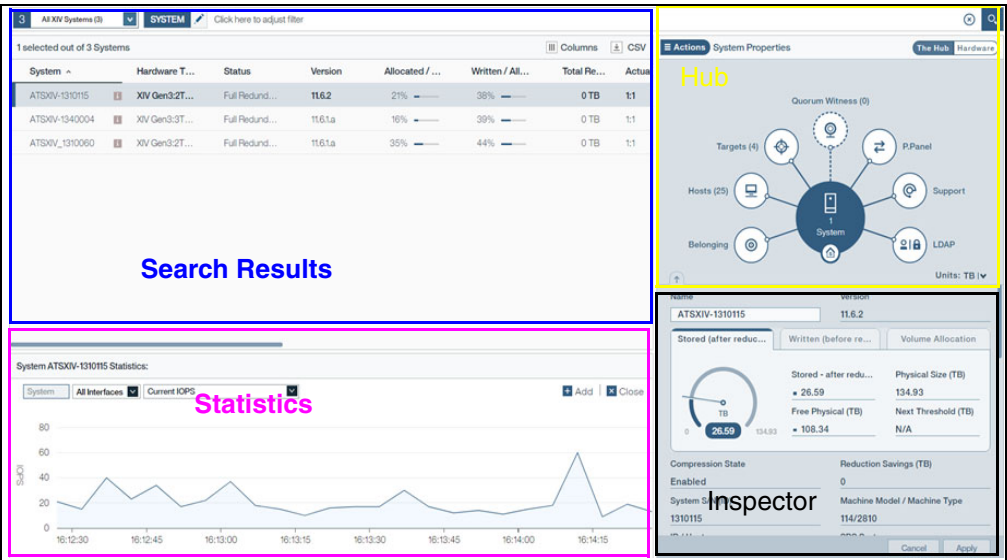 3 All XIV Systems (3) SYSTEM Click here to adjust filter
1 selected out of 3 Systems Columns CSV
System Hardware T... Status Version Allocated / ... Written / All... Total Re... Actua
ATSXIV-1310115 XIV Gen3:2T... Full Redund... 11.6.2 21% 38% 0 TB 1:1
ATSXIV-1340004 XIV Gen3:3T... Full Redund... 11.6.1.a 16% 39% 0 TB 1:1
ATSXIV_1310060 XIV Gen3:2T... Full Redund... 11.6.1.a 35% 44% 0 TB 1:1
Search Results
Actions System Properties The Hub Hardware
Hub
Quorum Witness (0)
Targets (4)
P.Panel
Hosts (25)
Support
1
System
Belonging
LDAP
Units: TB
System ATSXIV-1310115 Statistics:
System All Interfaces Current IOPS Add Close
Statistics
IOPS
80
60
40
20
0
16:12:30 16:12:45 16:13:00 16:13:15 16:13:30 16:13:45 16:14:00 16:14:15
Name Version
ATSXIV-1310115 11.6.2
Stored (after reduc... Written (before re... Volume Allocation
Stored - after redu... Physical Size (TB)
26.59 134.93
Free Physical (TB) Next Threshold (TB)
108.34 N/A
TB
0 26.59 134.93
Compression State Reduction Savings (TB)
Enabled 0
System S/N Machine Model / Machine Type
Inspector
1310115 114/2810
Cancel Apply